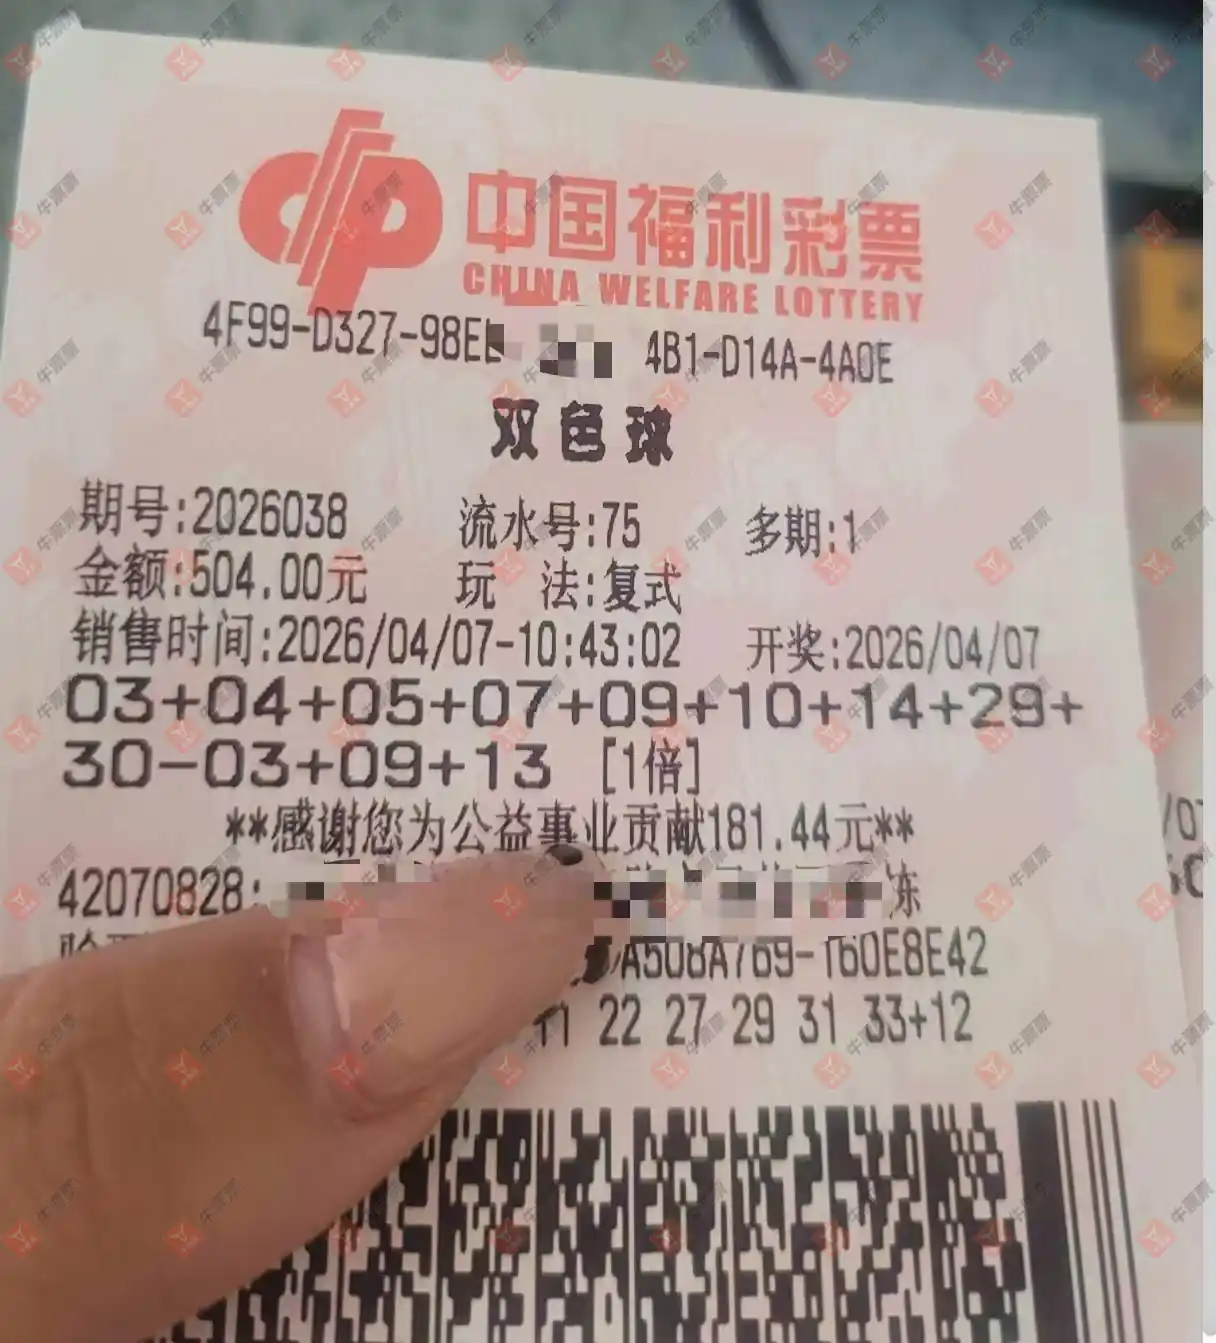 中国福利彩票
CHINA WELFARE LOTTERY
4F99-D327-98E 4B1-D14A-4A0E
双色球
期号:2026038 流水号:75 多期:1
金额:504.00元 玩 法:复式
销售时间:2026/04/07-10:43:02 开奖:2026/04/07
03+04+05+07+09+10+14+29+
30-03+09+13 [1倍]
**感谢您为公益事业贡献181.44元**
42070828: 栋
A508A769-160E8E42
11 22 27 29 31 33+12
牛票票